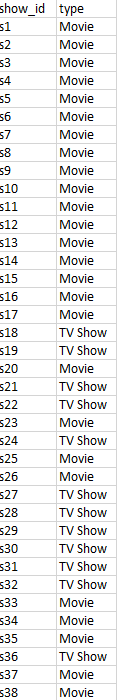 show_id type
s1 Movie
s2 Movie
s3 Movie
s4 Movie
s5 Movie
s6 Movie
s7 Movie
s8 Movie
s9 Movie
s10 Movie
s11 Movie
s12 Movie
s13 Movie
s14 Movie
s15 Movie
s16 Movie
s17 Movie
s18 TV Show
s19 TV Show
s20 Movie
s21 TV Show
s22 TV Show
s23 Movie
s24 TV Show
s25 Movie
s26 Movie
s27 TV Show
s28 TV Show
s29 TV Show
s30 TV Show
s31 TV Show
s32 TV Show
s33 Movie
s34 Movie
s35 Movie
s36 TV Show
s37 Movie
s38 Movie